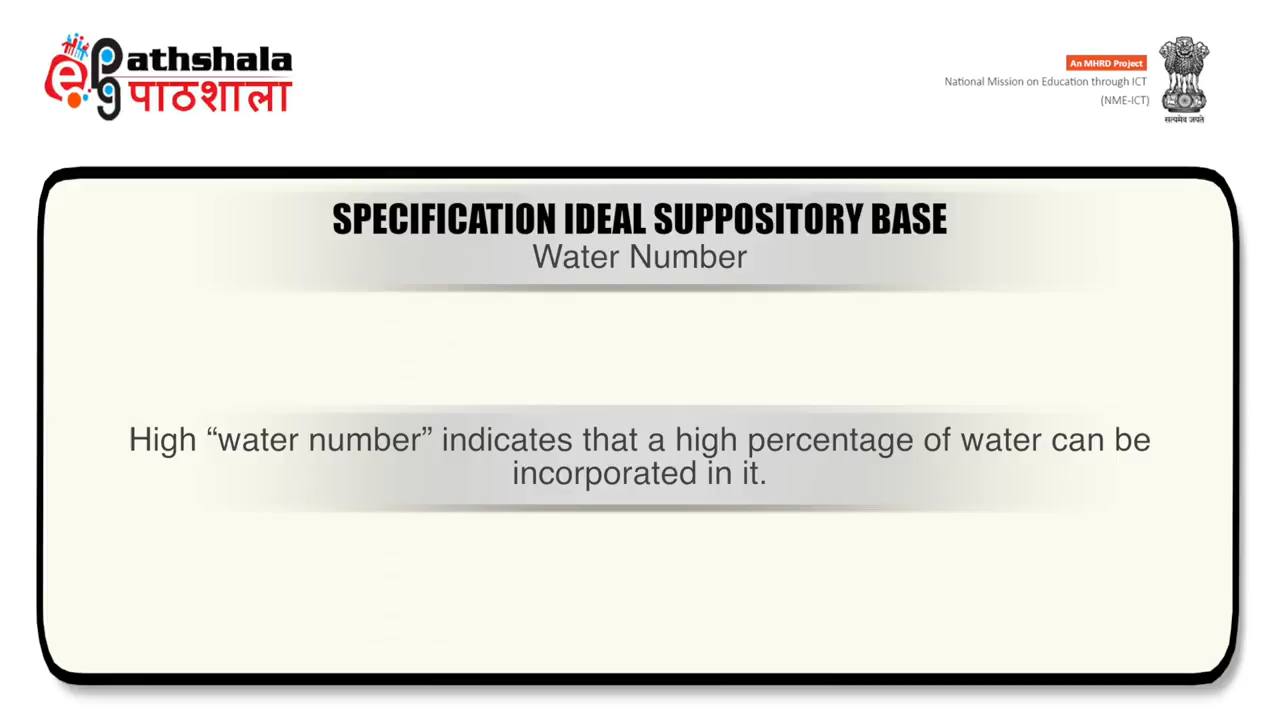 e Pg athshala
पाठशाला
An MHRD Project
National Mission on Education through ICT
(NME-ICT)
सत्यमेव जयते
SPECIFICATION IDEAL SUPPOSITORY BASE
Water Number
High “water number” indicates that a high percentage of water can be
incorporated in it.